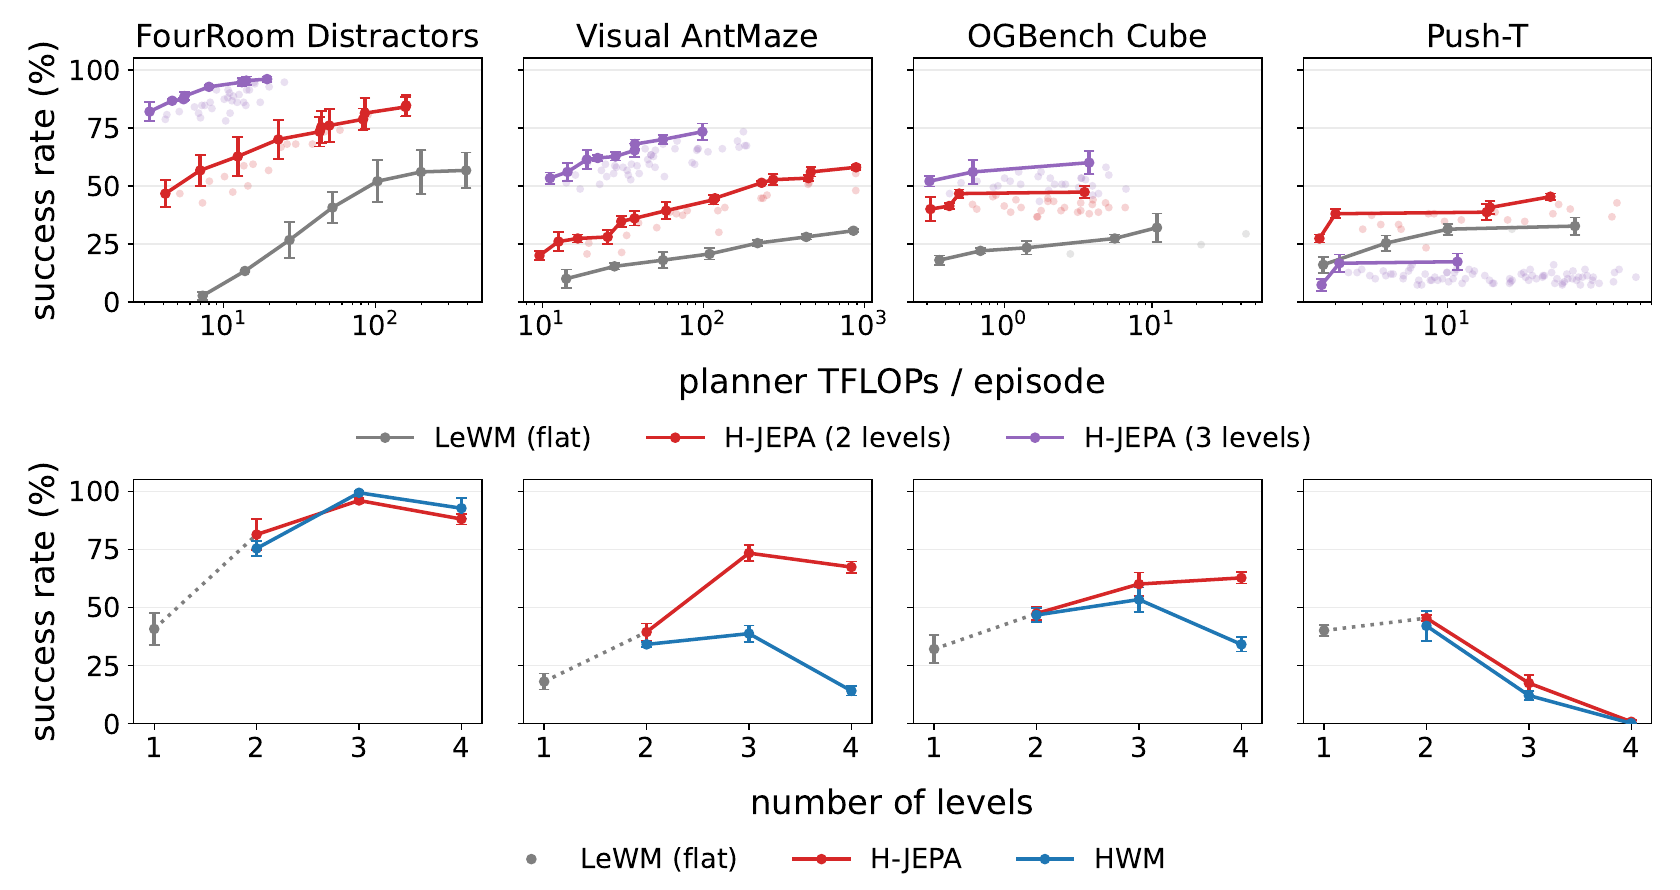 FourRoom Distractors
Visual AntMaze
OGBench Cube
Push-T
success rate (%)
100
75
50
25
0
10¹ 10²
10¹ 10² 10³
10⁰ 10¹
10¹
planner TFLOPs / episode
LeWM (flat)
H-JEPA (2 levels)
H-JEPA (3 levels)
success rate (%)
100
75
50
25
0
1 2 3 4
1 2 3 4
1 2 3 4
1 2 3 4
number of levels
LeWM (flat)
H-JEPA
HWM